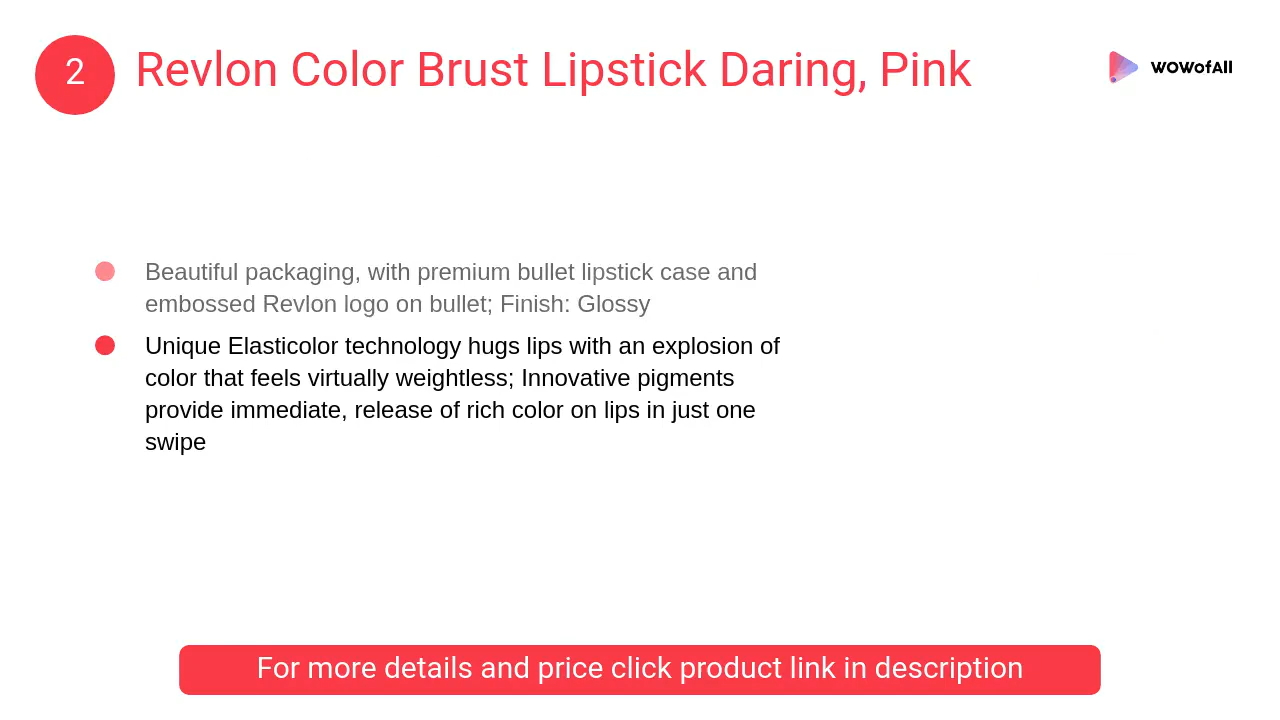 2
Revlon Color Brust Lipstick Daring, Pink
WOWofAll
Beautiful packaging, with premium bullet lipstick case and
embossed Revlon logo on bullet; Finish: Glossy
Unique Elasticolor technology hugs lips with an explosion of
color that feels virtually weightless; Innovative pigments
provide immediate, release of rich color on lips in just one
swipe
For more details and price click product link in description